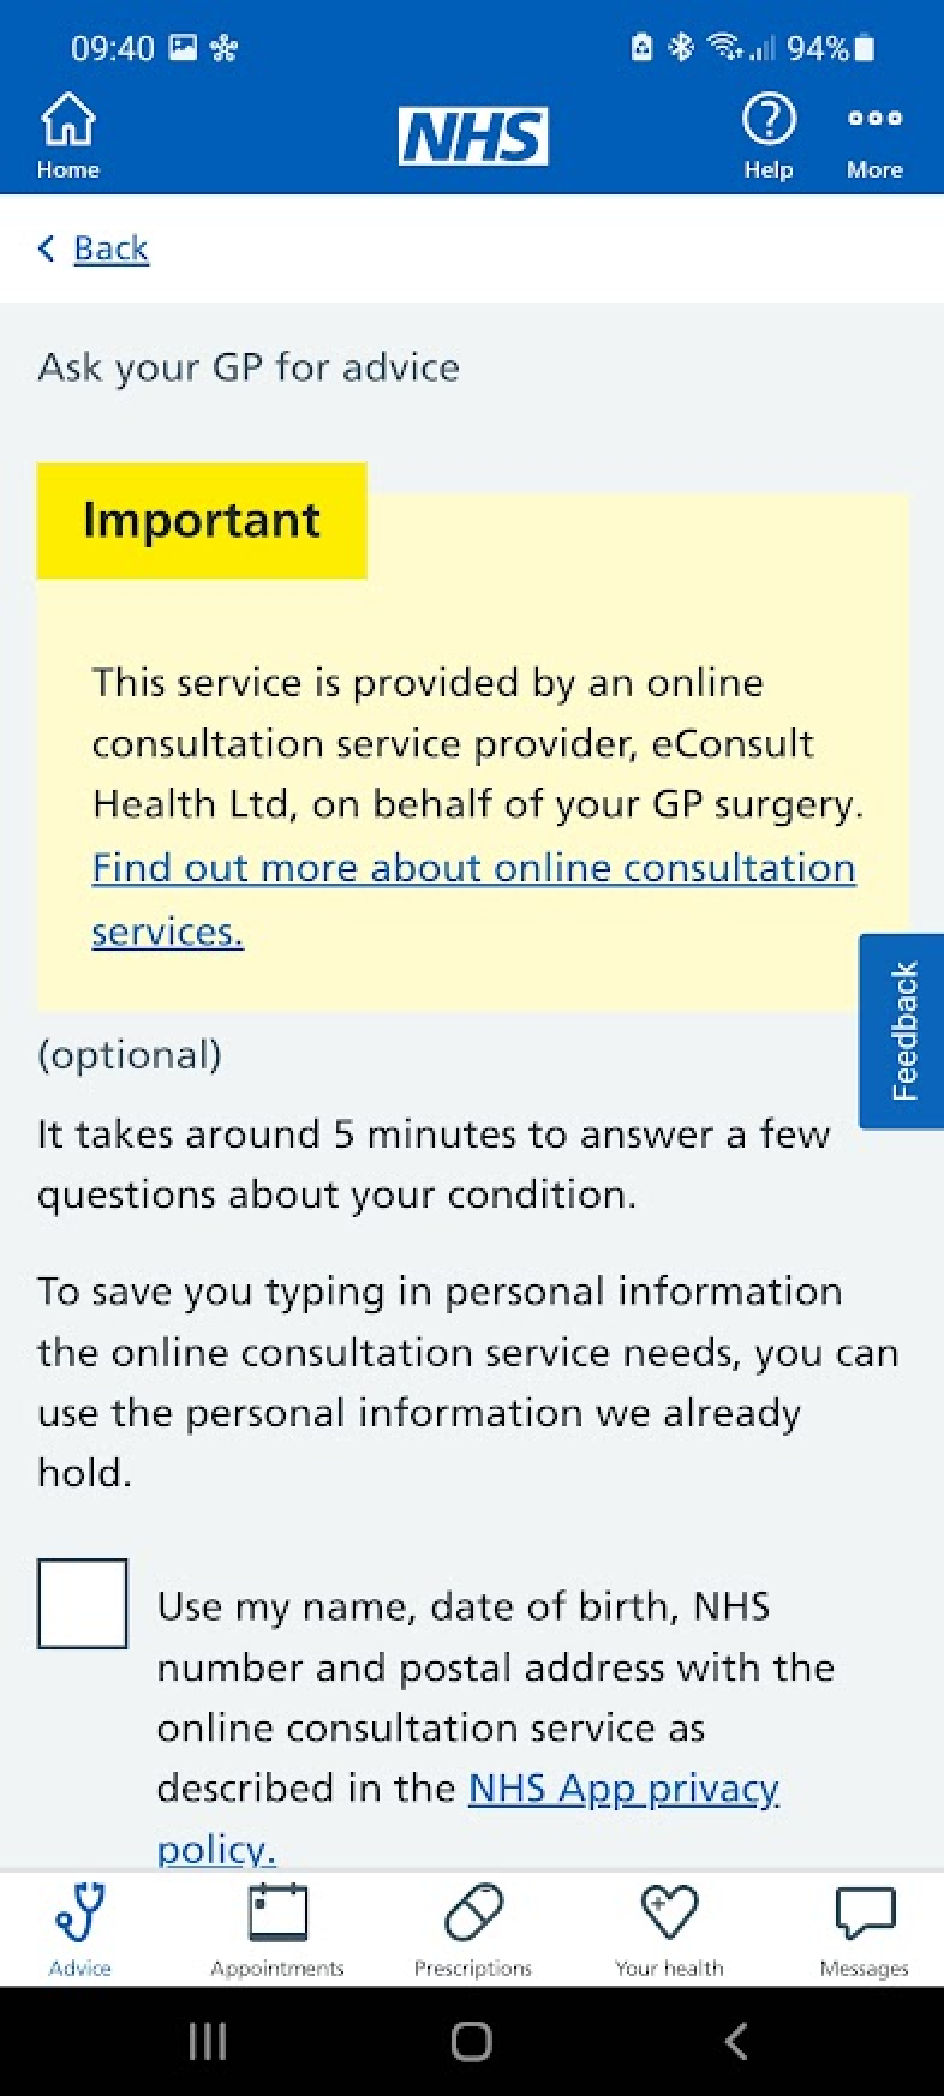 09:40
94%
Home
NHS
Help
More
Back
Ask your GP for advice
Important
This service is provided by an online
consultation service provider, eConsult
Health Ltd, on behalf of your GP surgery.
Find out more about online consultation
services.
Feedback
(optional)
It takes around 5 minutes to answer a few
questions about your condition.
To save you typing in personal information
the online consultation service needs, you can
use the personal information we already
hold.
Use my name, date of birth, NHS
number and postal address with the
online consultation service as
described in the NHS App privacy
policy.
Advice
Appointments
Prescriptions
Your health
Messages